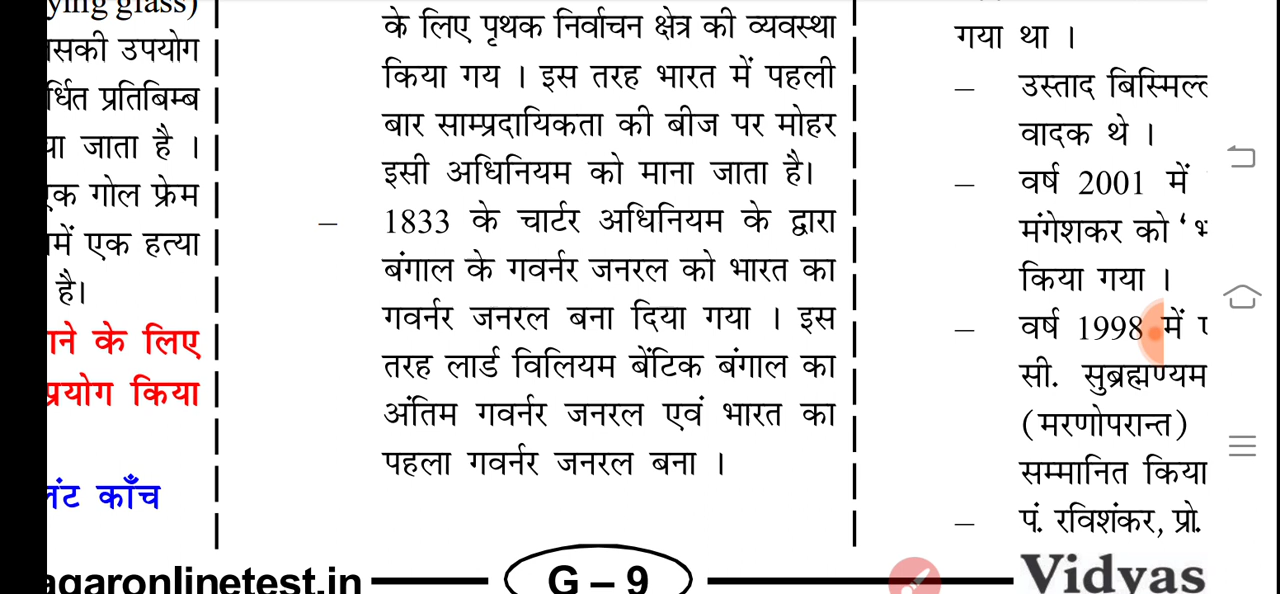 ying glass)
सकी उपयोग
र्धित प्रतिबिम्ब
या जाता है ।
एक गोल फ्रेम
में एक हत्या
है।
ाने के लिए
प्रयोग किया
लंट काँच
के लिए पृथक निर्वाचन क्षेत्र की व्यवस्था
किया गय । इस तरह भारत में पहली
बार साम्प्रदायिकता की बीज पर मोहर
इसी अधिनियम को माना जाता है।
– 1833 के चार्टर अधिनियम के द्वारा
बंगाल के गवर्नर जनरल को भारत का
गवर्नर जनरल बना दिया गया । इस
तरह लार्ड विलियम बेंटिक बंगाल का
अंतिम गवर्नर जनरल एवं भारत का
पहला गवर्नर जनरल बना ।
गया था ।
– उस्ताद बिस्मिल्ल
वादक थे ।
– वर्ष 2001 में
मंगेशकर को ‘भ
किया गया ।
– वर्ष 1998 में
सी. सुब्रह्मण्यम
(मरणोपरान्त)
सम्मानित किया
– पं. रविशंकर, प्रो.
agaronlinetest.in
G – 9
Vidyas